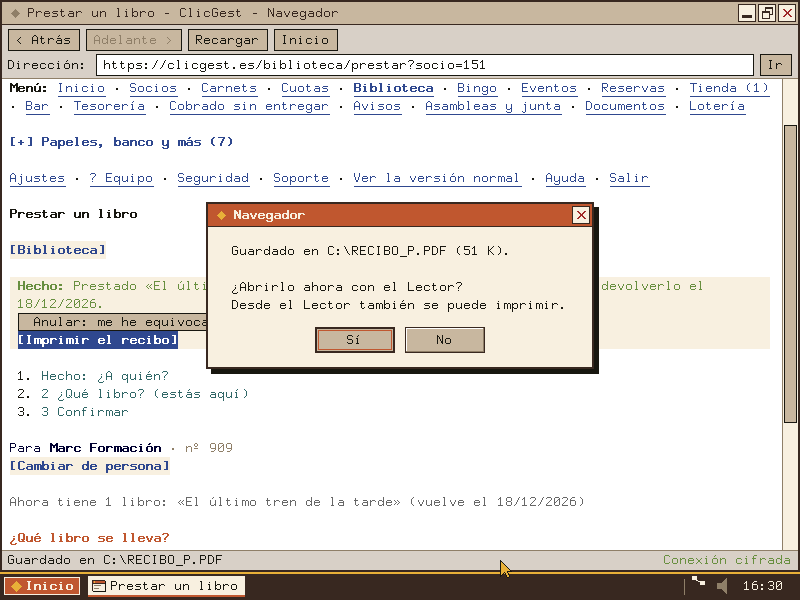 Prestar un libro - ClicGest - Navegador
< Atrás Adelante > Recargar Inicio
Dirección: https://clicgest.es/biblioteca/prestar?socio=151 Ir
Menú: Inicio · Socios · Carnets · Cuotas · Biblioteca · Bingo · Eventos · Reservas · Tienda (1)
· Bar · Tesorería · Cobrado sin entregar · Avisos · Asambleas y junta · Documentos · Lotería
[+] Papeles, banco y más (7)
Ajustes · ? Equipo · Seguridad · Soporte · Ver la versión normal · Ayuda · Salir
Prestar un libro
Navegador
[Biblioteca]
Guardado en C:\RECIBO_P.PDF (51 K).
Hecho: Prestado «El últi
devolverlo el
18/12/2026.
¿Abrirlo ahora con el Lector?
Desde el Lector también se puede imprimir.
Anular: me he equivoca
[Imprimir el recibo]
Sí No
1. Hecho: ¿A quién?
2. 2 ¿Qué libro? (estás aquí)
3. 3 Confirmar
Para Marc Formación · nº 909
[Cambiar de persona]
Ahora tiene 1 libro: «El último tren de la tarde» (vuelve el 18/12/2026)
¿Qué libro se lleva?
Guardado en C:\RECIBO_P.PDF Conexión cifrada
Inicio Prestar un libro 16:30